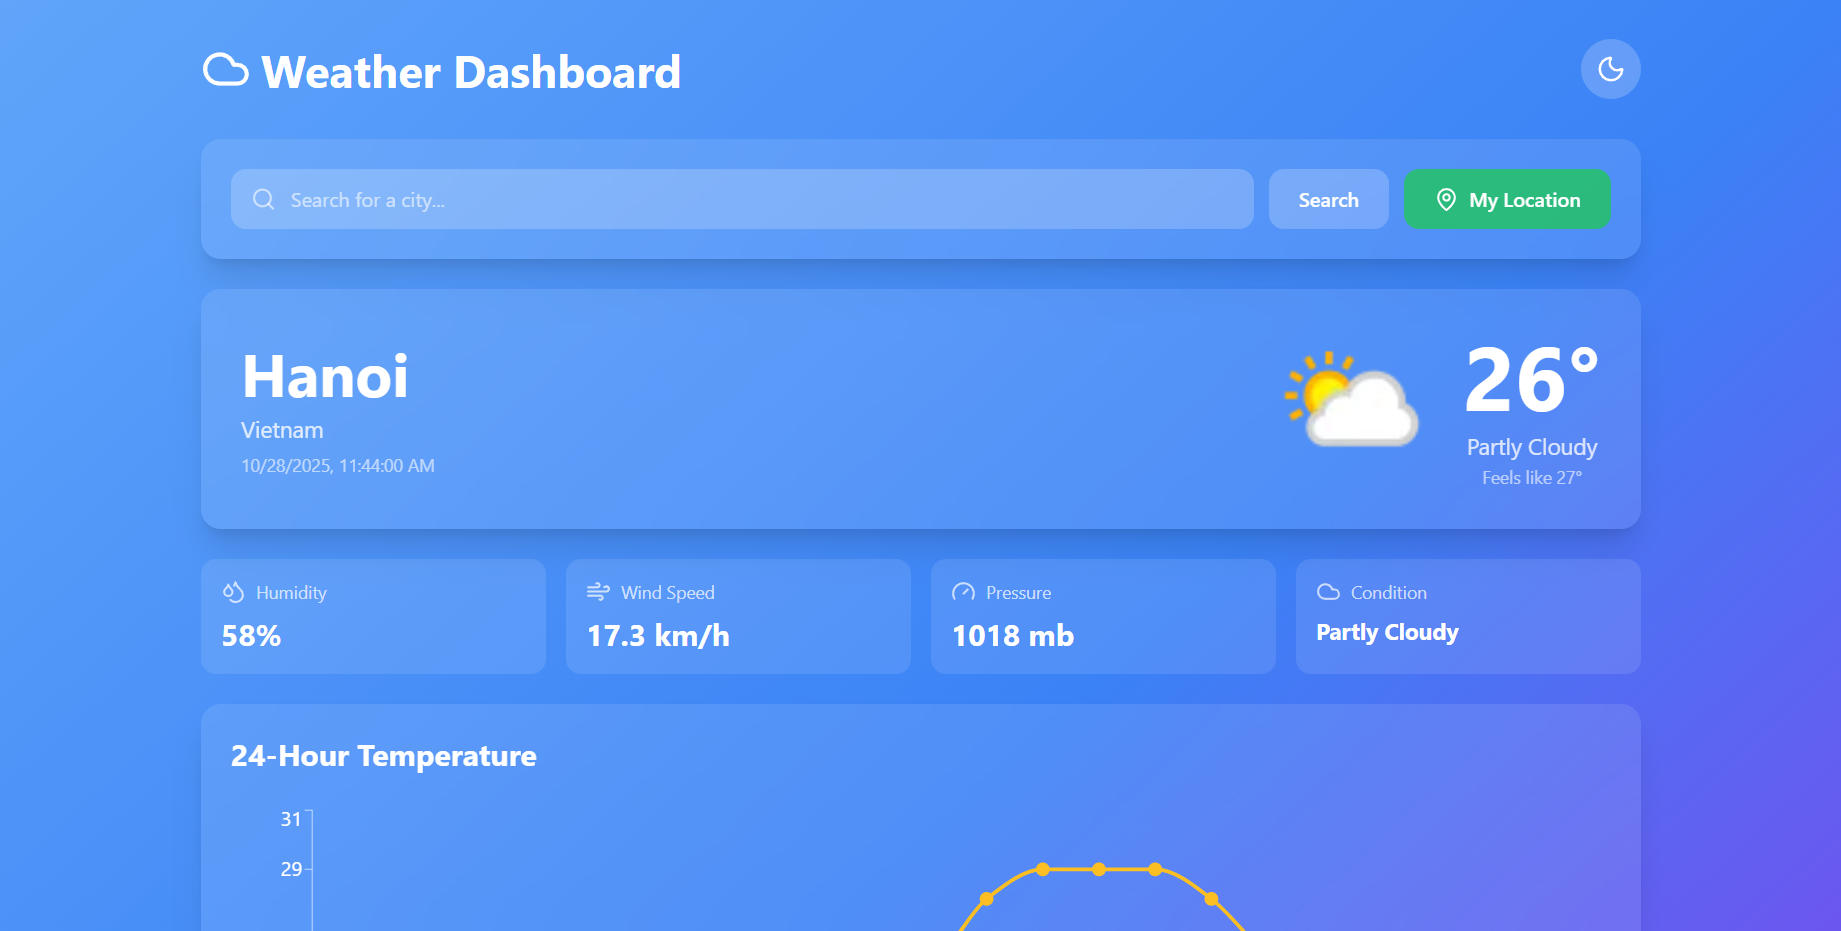 Weather Dashboard
Search for a city...
Search
My Location
Hanoi
Vietnam
10/28/2025, 11:44:00 AM
26°
Partly Cloudy
Feels like 27°
Humidity
58%
Wind Speed
17.3 km/h
Pressure
1018 mb
Condition
Partly Cloudy
24-Hour Temperature
31
29